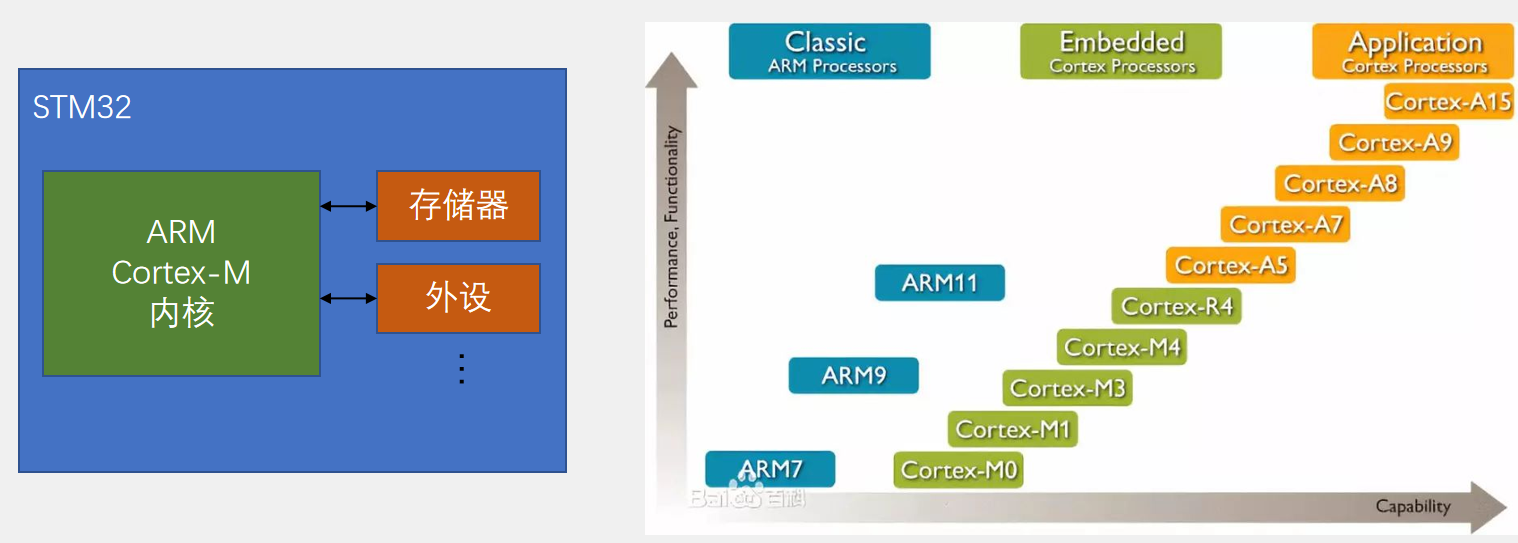 STM32
ARM
Cortex-M
内核
存储器
外设
Classic
ARM Processors
Embedded
Cortex Processors
Application
Cortex Processors
Performance, Functionality
Cortex-A15
Cortex-A9
Cortex-A8
Cortex-A7
Cortex-A5
ARM11
Cortex-R4
Cortex-M4
ARM9
Cortex-M3
Cortex-M1
ARM7
Cortex-M0
Baidu百科
Capability